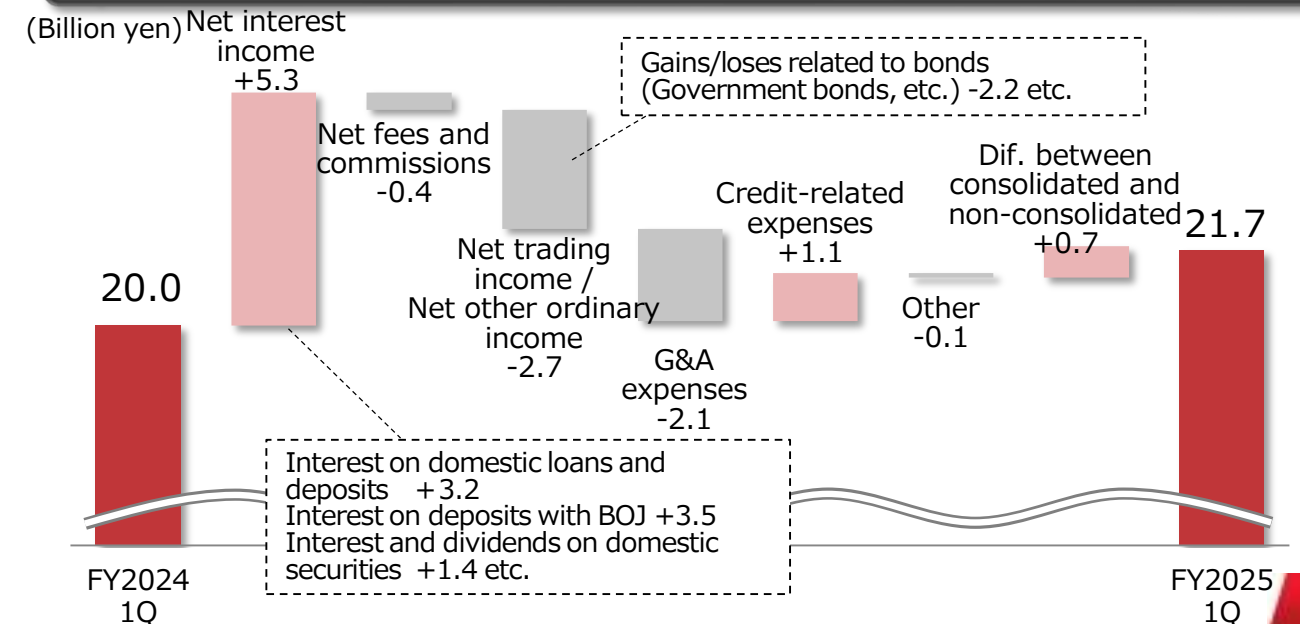 (Billion yen)
Net interest
income
+5.3
Net fees and
commissions
-0.4
Gains/loses related to bonds
(Government bonds, etc.) -2.2 etc.
Net trading
income /
Net other ordinary
income
-2.7
G&A
expenses
-2.1
Credit-related
expenses
+1.1
Other
-0.1
Dif. between
consolidated and
non-consolidated
+0.7
20.0
21.7
Interest on domestic loans and
deposits +3.2
Interest on deposits with BOJ +3.5
Interest and dividends on domestic
securities +1.4 etc.
FY2024
1Q
FY2025
1Q